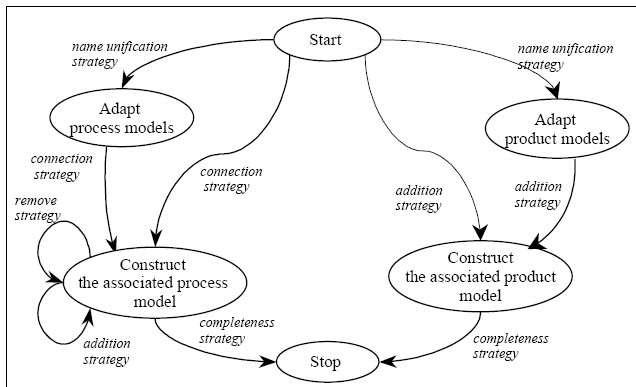 Start
name unification
strategy
name unification
strategy
Adapt
process models
Adapt
product models
connection
strategy
connection
strategy
addition
strategy
addition
strategy
remove
strategy
Construct
the associated process
model
Construct
the associated product
model
addition
strategy
completeness
strategy
completeness
strategy
Stop